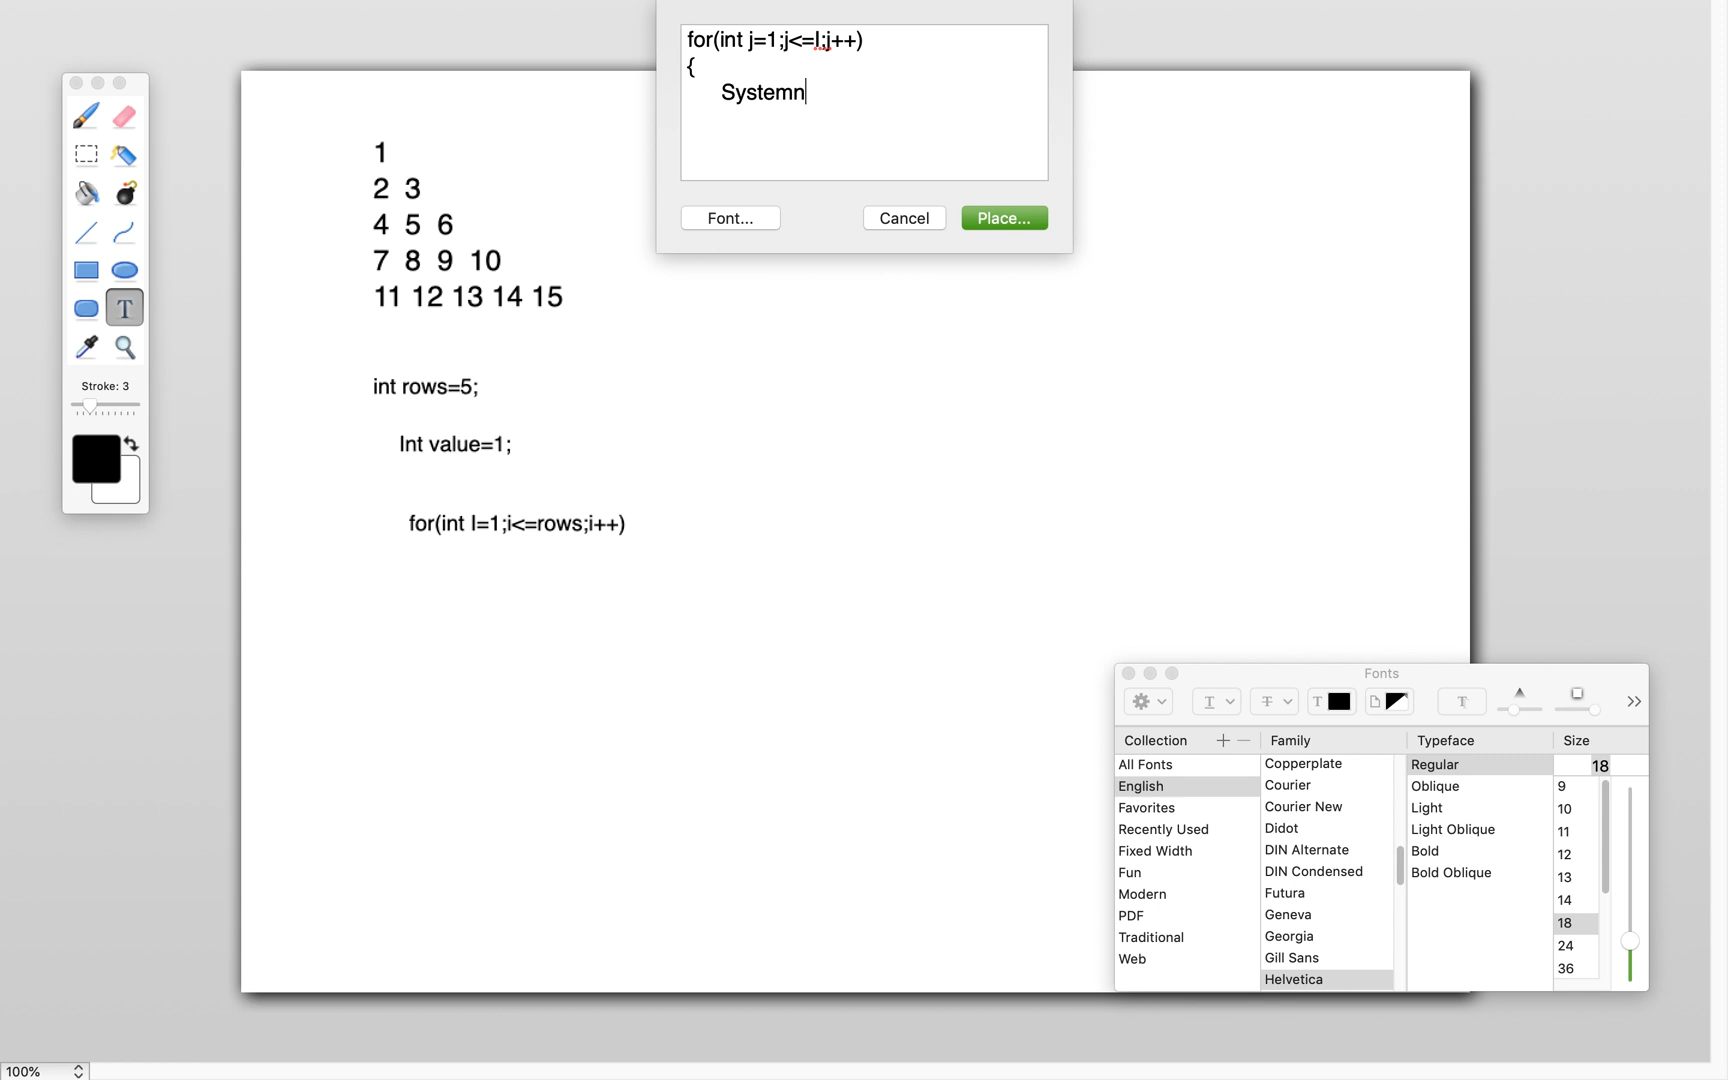 for(int j=1;j<=I;j++)
{
Systemn
Font...
Cancel
Place...
1
2 3
4 5 6
7 8 9 10
11 12 13 14 15
int rows=5;
Int value=1;
for(int I=1;i<=rows;i++)
T
Stroke: 3
Fonts
T
T
T
T
Collection
Family
Typeface
Size
All Fonts
English
Favorites
Recently Used
Fixed Width
Fun
Modern
PDF
Traditional
Web
Copperplate
Courier
Courier New
Didot
DIN Alternate
DIN Condensed
Futura
Geneva
Georgia
Gill Sans
Helvetica
Regular
Oblique
Light
Light Oblique
Bold
Bold Oblique
18
9
10
11
12
13
14
18
24
36
100%